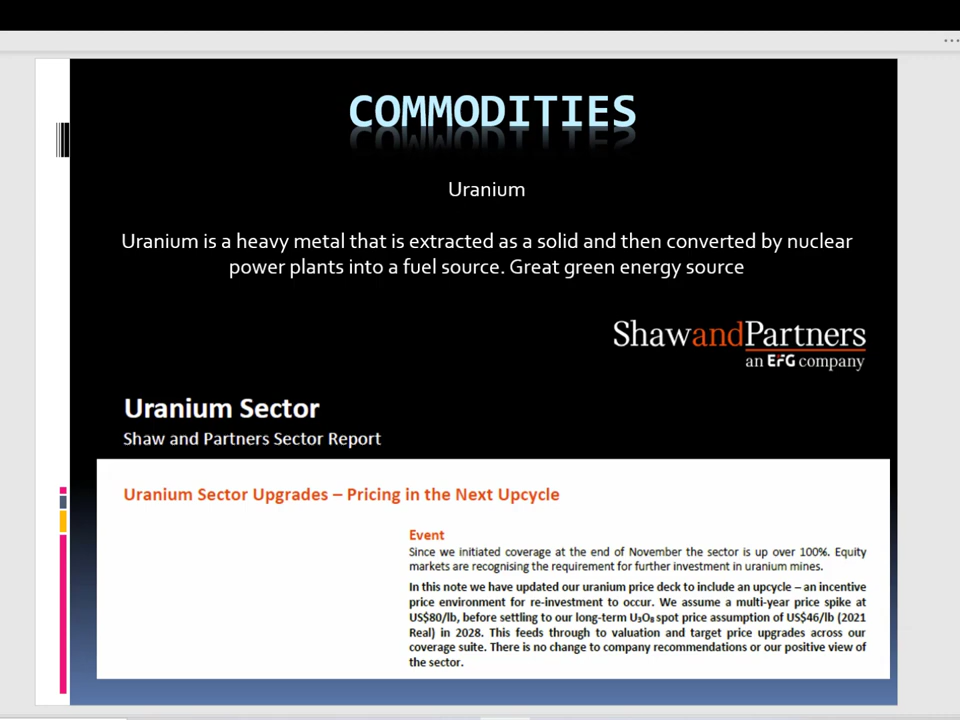 COMMODITIES
Uranium
Uranium is a heavy metal that is extracted as a solid and then converted by nuclear
power plants into a fuel source. Great green energy source
ShawandPartners
an EFG company
Uranium Sector
Shaw and Partners Sector Report
Uranium Sector Upgrades – Pricing in the Next Upcycle
Event
Since we initiated coverage at the end of November the sector is up over 100%. Equity
markets are recognising the requirement for further investment in uranium mines.
In this note we have updated our uranium price deck to include an upcycle – an incentive
price environment for re-investment to occur. We assume a multi-year price spike at
US$80/lb, before settling to our long-term U₃O₈ spot price assumption of US$46/lb (2021
Real) in 2028. This feeds through to valuation and target price upgrades across our
coverage suite. There is no change to company recommendations or our positive view of
the sector.